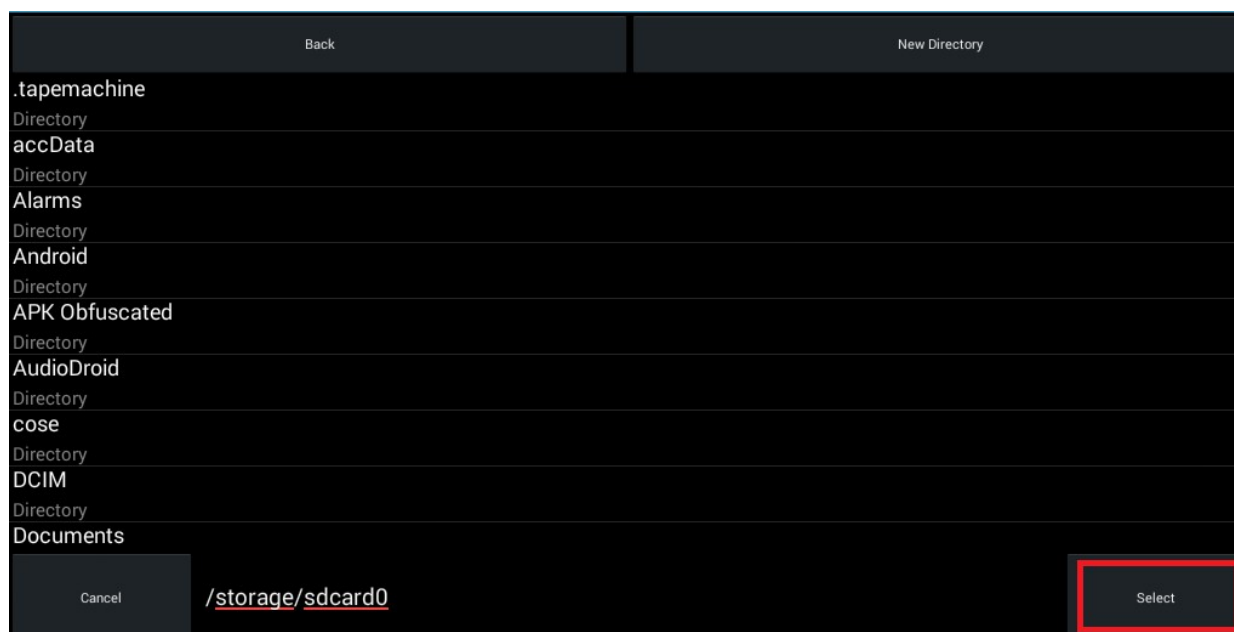 Back New Directory
.tapemachine
Directory
accData
Directory
Alarms
Directory
Android
Directory
APK Obfuscated
Directory
AudioDroid
Directory
cose
Directory
DCIM
Directory
Documents
Cancel /storage/sdcard0 Select